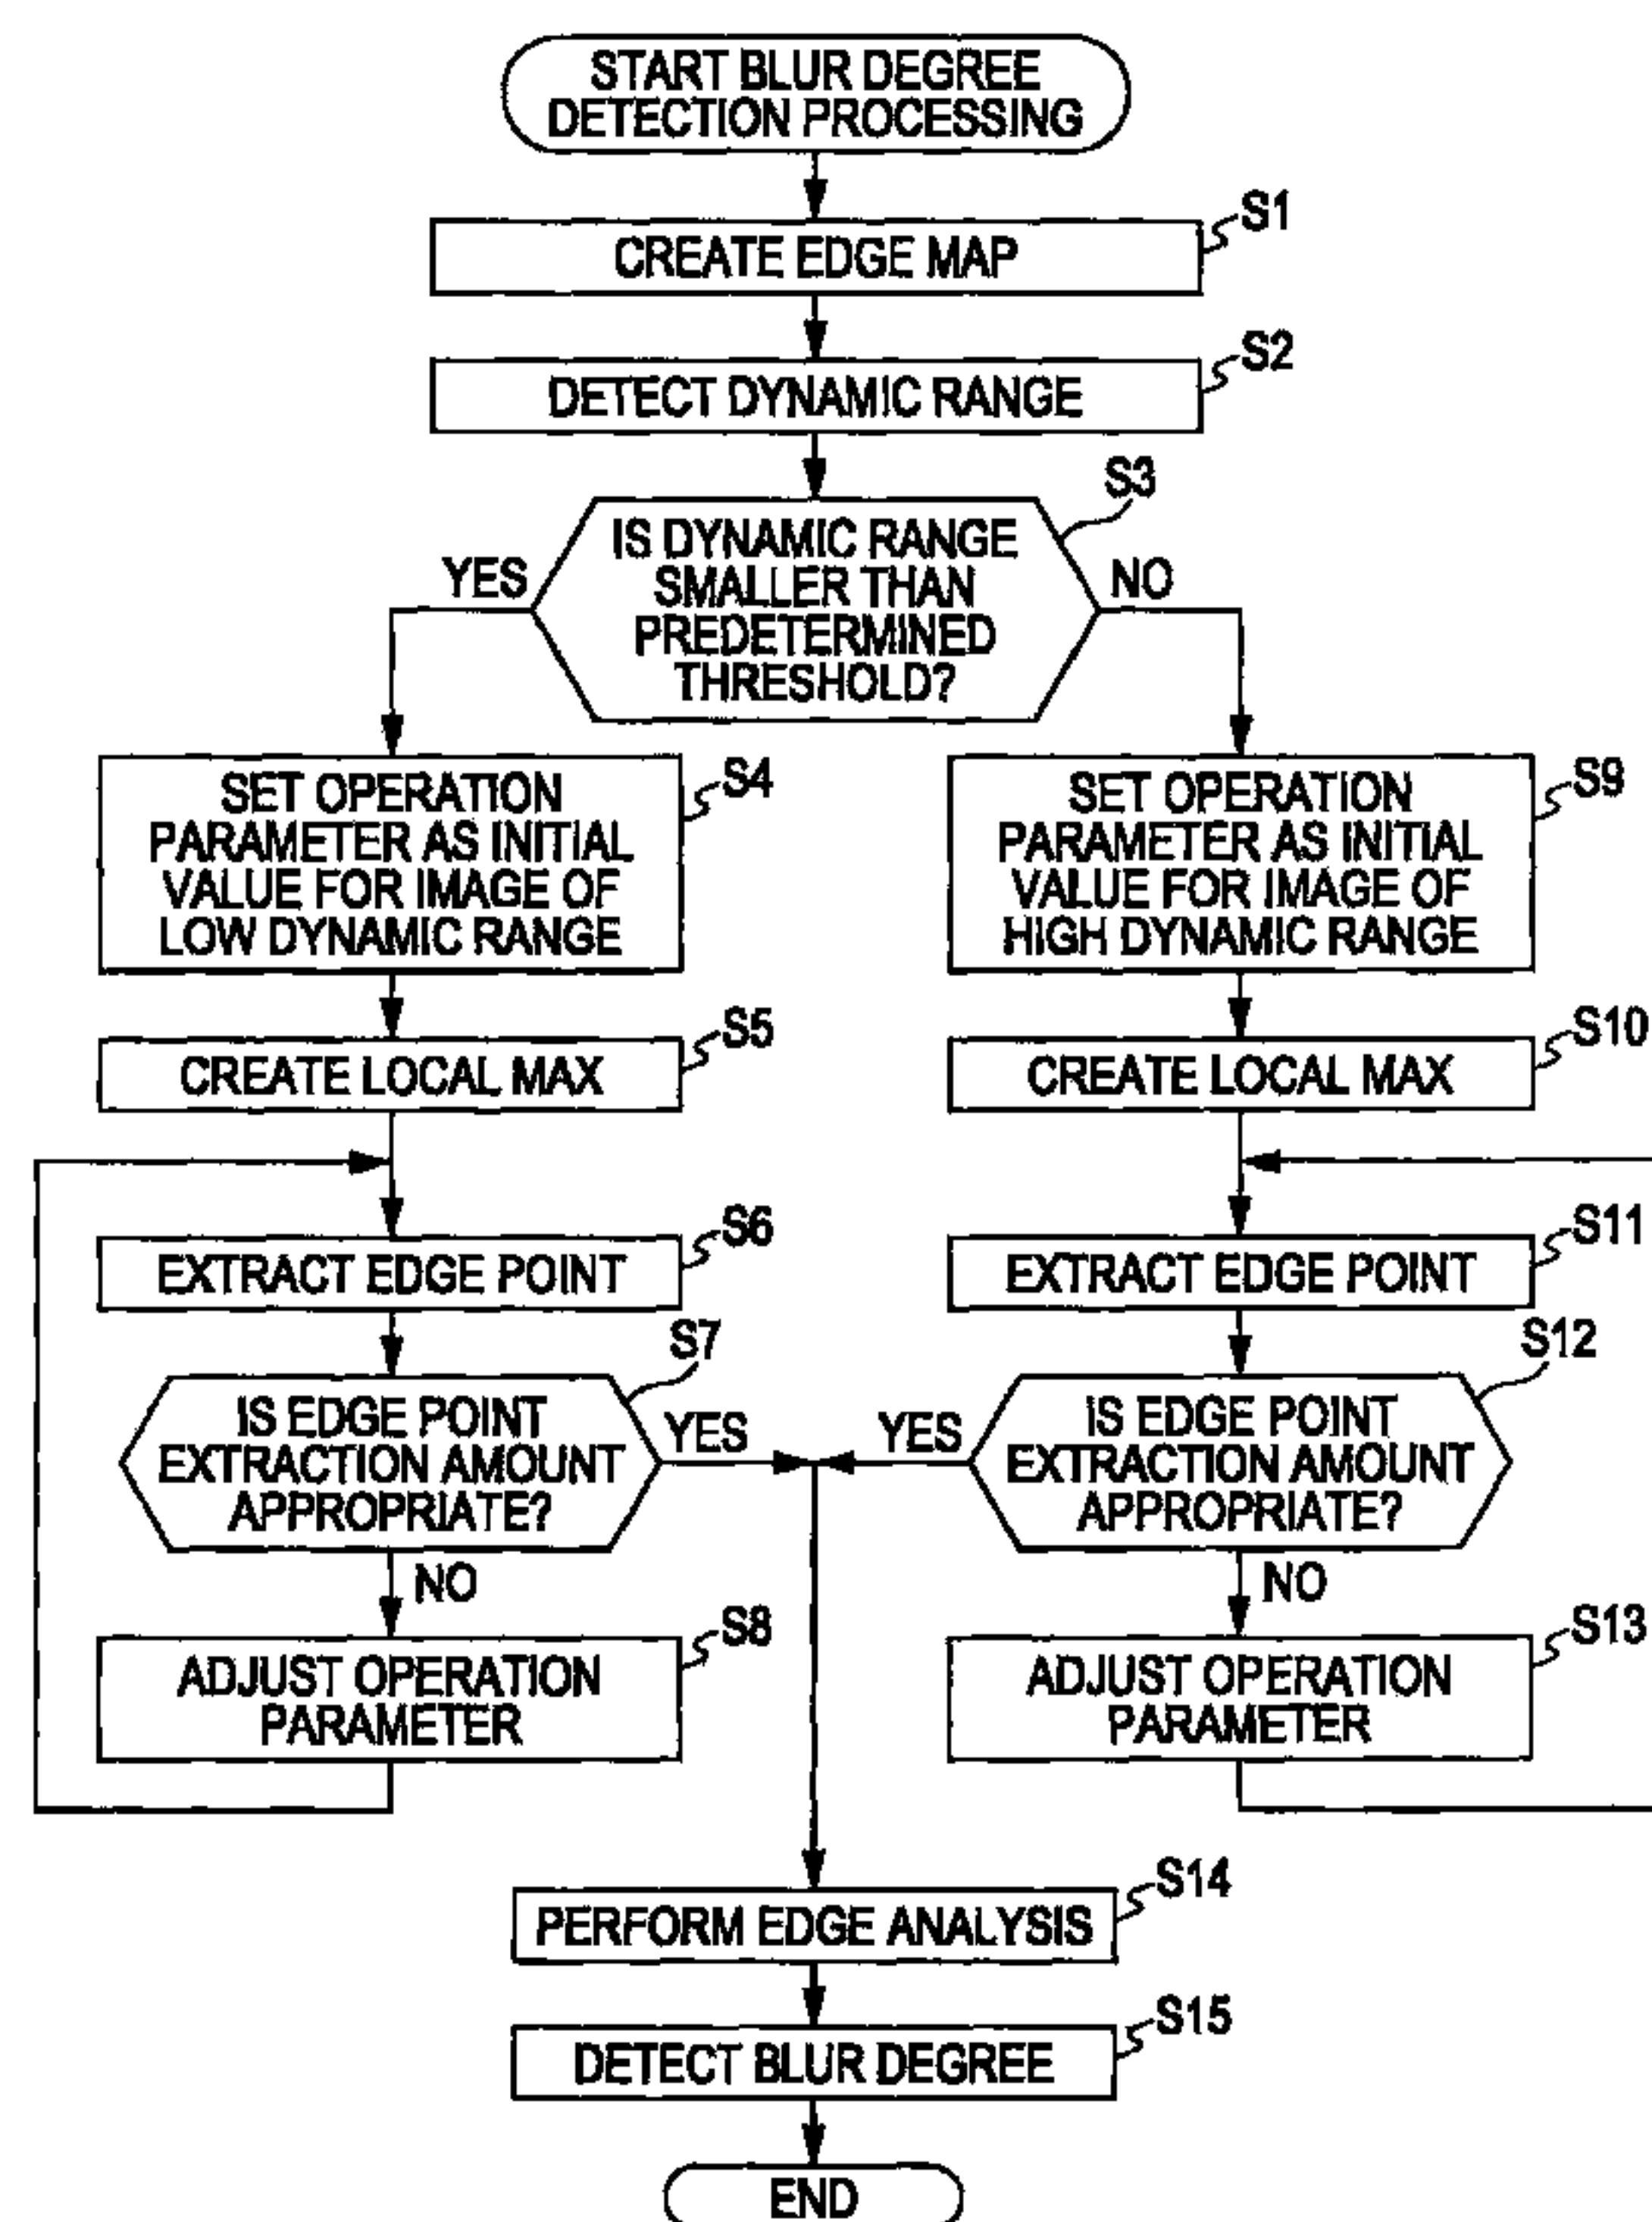 START BLUR DEGREE
DETECTION PROCESSING
S1
CREATE EDGE MAP
S2
DETECT DYNAMIC RANGE
S3
IS DYNAMIC RANGE
SMALLER THAN
PREDETERMINED
THRESHOLD?
YES
NO
S4
SET OPERATION
PARAMETER AS INITIAL
VALUE FOR IMAGE OF
LOW DYNAMIC RANGE
S9
SET OPERATION
PARAMETER AS INITIAL
VALUE FOR IMAGE OF
HIGH DYNAMIC RANGE
S5
CREATE LOCAL MAX
S10
CREATE LOCAL MAX
S6
EXTRACT EDGE POINT
S11
EXTRACT EDGE POINT
S7
IS EDGE POINT
EXTRACTION AMOUNT
APPROPRIATE?
YES
YES
S12
IS EDGE POINT
EXTRACTION AMOUNT
APPROPRIATE?
NO
NO
S8
ADJUST OPERATION
PARAMETER
S13
ADJUST OPERATION
PARAMETER
S14
PERFORM EDGE ANALYSIS
S15
DETECT BLUR DEGREE
END